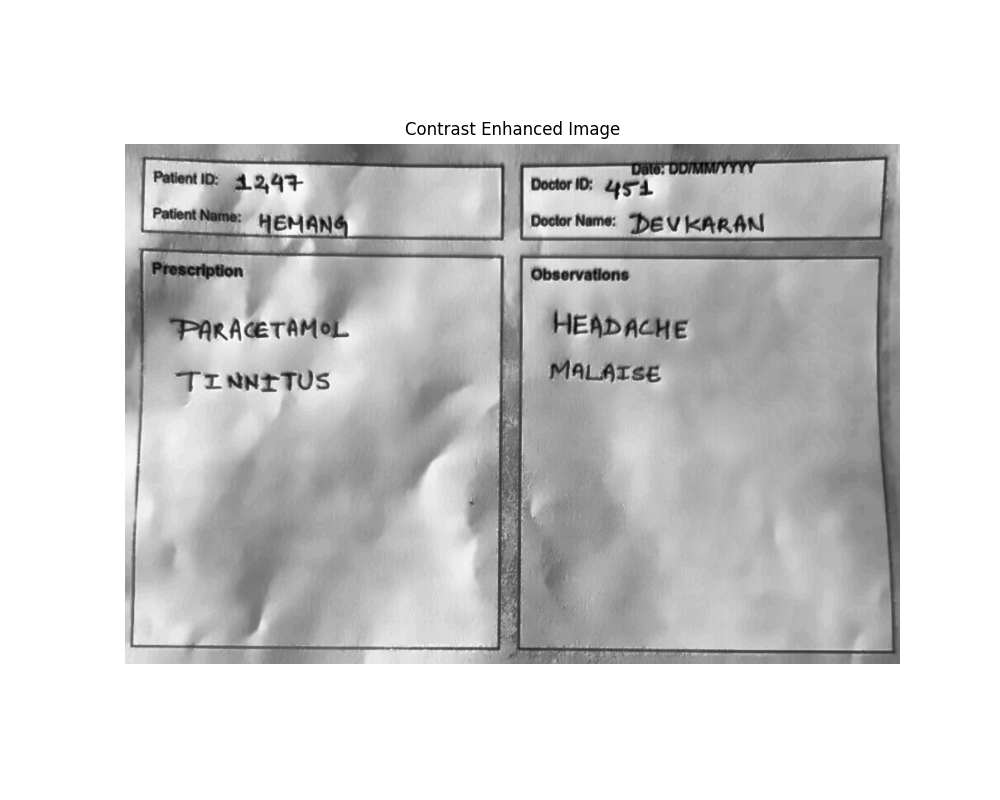 Contrast Enhanced Image
Patient ID: 1247
Patient Name: HEMANG
Date: DD/MM/YYYY
Doctor ID: 451
Doctor Name: DEVKARAN
Prescription
PARACETAMOL
TINNITUS
Observations
HEADACHE
MALAISE